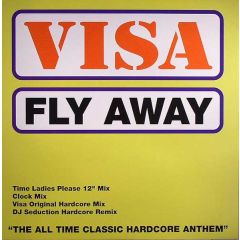 VISA
FLY AWAY
Time Ladies Please 12" Mix
Clock Mix
Visa Original Hardcore Mix
DJ Seduction Hardcore Remix
"THE ALL TIME CLASSIC HARDCORE ANTHEM"